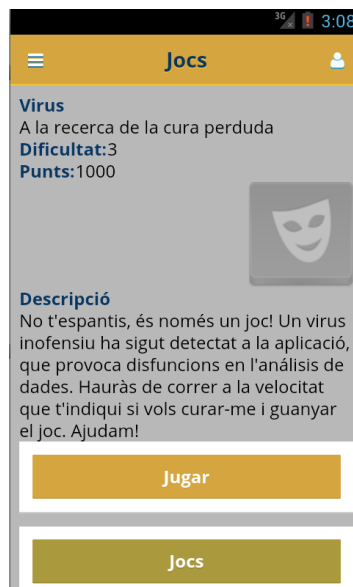 3G 3:08
Jocs
Virus
A la recerca de la cura perduda
Dificultat:3
Punts:1000
Descripció
No t'espantis, és només un joc! Un virus
inofensiu ha sigut detectat a la aplicació,
que provoca disfuncions en l'análisis de
dades. Hauràs de correr a la velocitat
que t'indiqui si vols curar-me i guanyar
el joc. Ajudam!
Jugar
Jocs